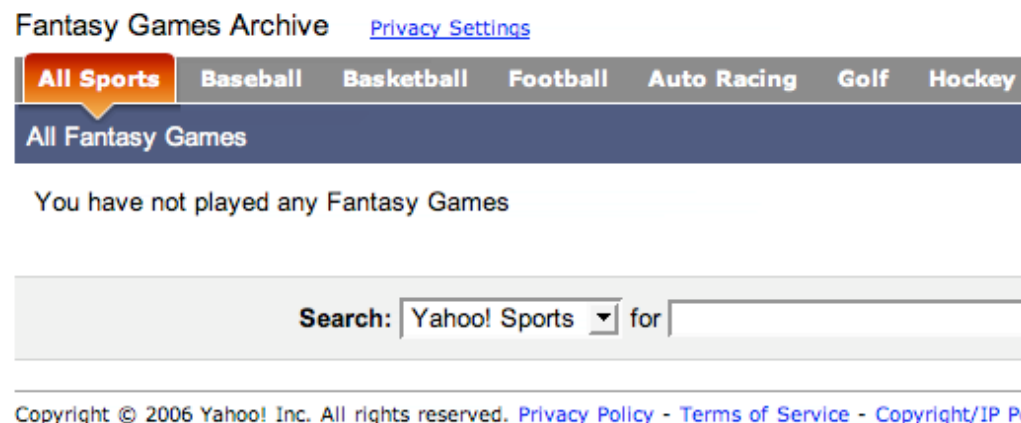 Fantasy Games Archive Privacy Settings
All Sports Baseball Basketball Football Auto Racing Golf Hockey
All Fantasy Games
You have not played any Fantasy Games
Search: Yahoo! Sports for
Copyright © 2006 Yahoo! Inc. All rights reserved. Privacy Policy - Terms of Service - Copyright/IP